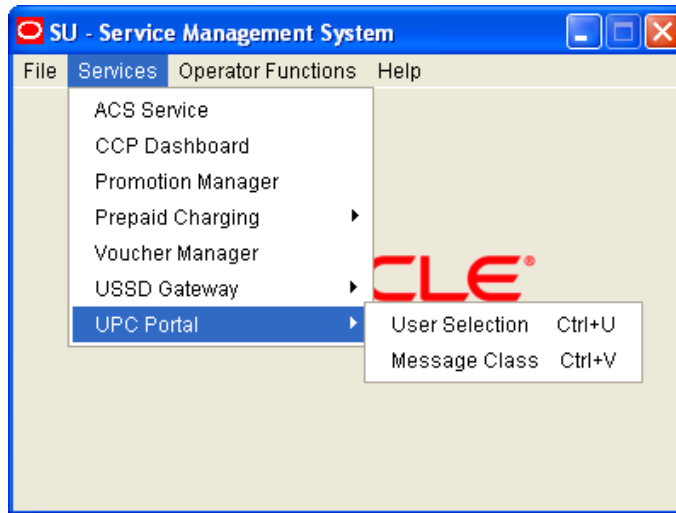 SU - Service Management System
File Services Operator Functions Help
ACS Service
CCP Dashboard
Promotion Manager
Prepaid Charging
Voucher Manager
USSD Gateway
UPC Portal
CLE®
User Selection Ctrl+U
Message Class Ctrl+V